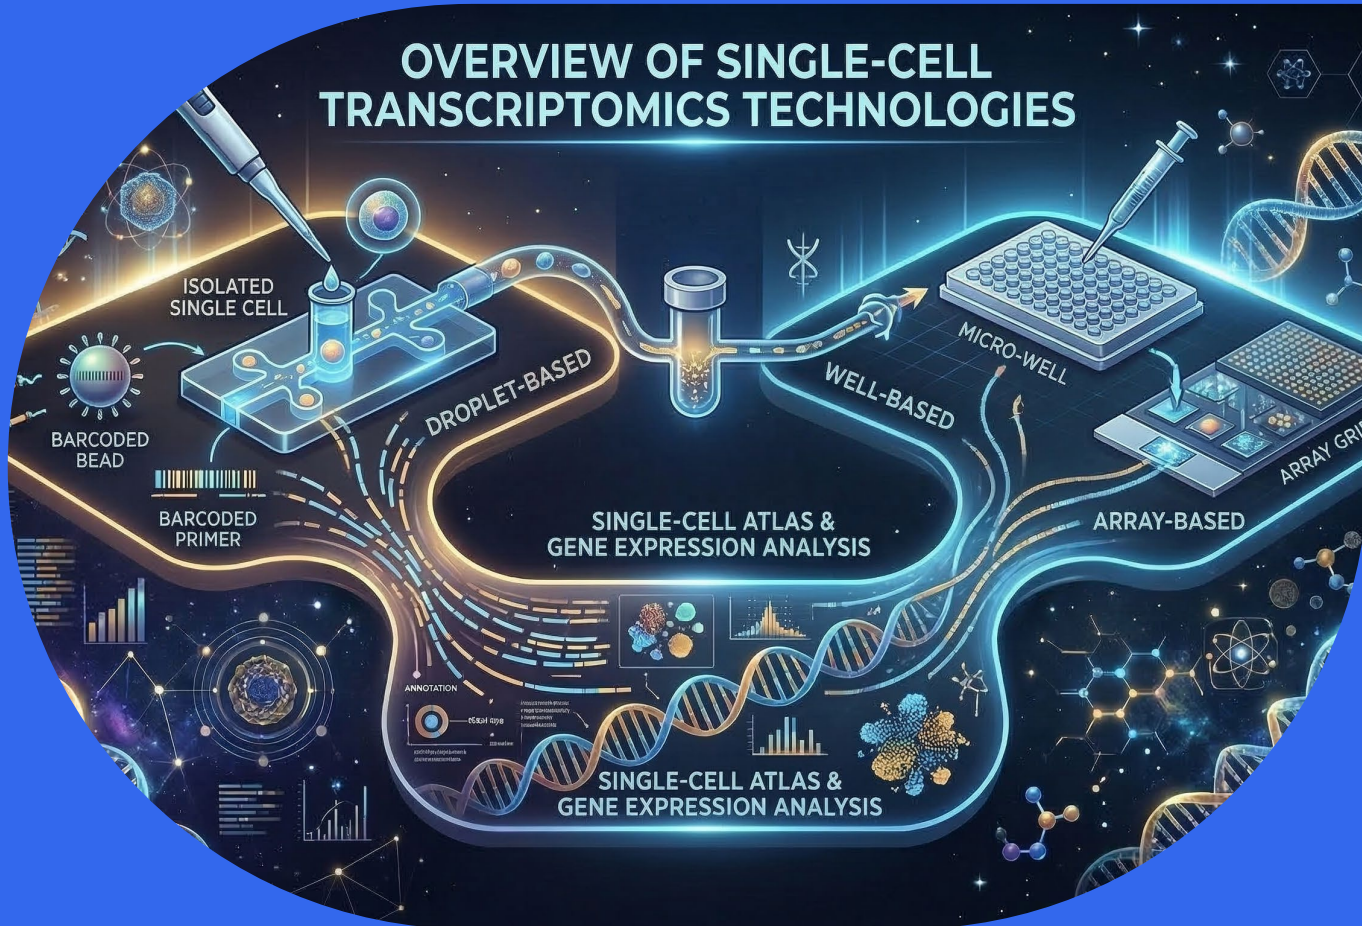 OVERVIEW OF SINGLE-CELL
TRANSCRIPTOMICS TECHNOLOGIES
ISOLATED
SINGLE CELL
BARCODED
BEAD
BARCODED
PRIMER
DROPLET-BASED
WELL-BASED
MICRO-WELL
ARRAY
ARRAY-BASED
SINGLE-CELL ATLAS &
GENE EXPRESSION ANALYSIS
ANNOTATION
SINGLE-CELL ATLAS &
GENE EXPRESSION ANALYSIS